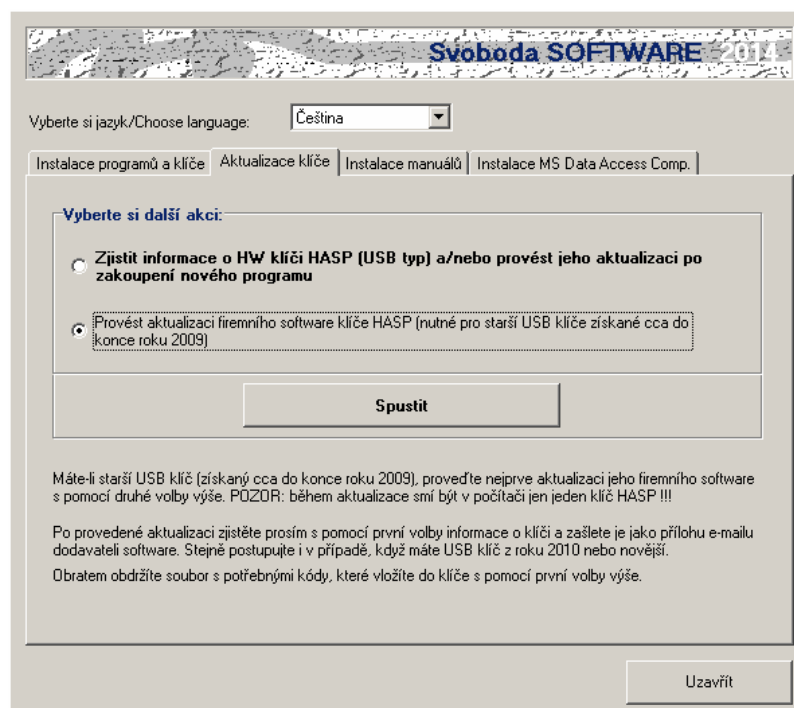 Svoboda SOFTWARE 2014
Vyberte si jazyk/Choose language: Čeština
Instalace programů a klíče Aktualizace klíče Instalace manuálů Instalace MS Data Access Comp.
Vyberte si další akci:
Zjistit informace o HW klíči HASP (USB typ) a/nebo provést jeho aktualizaci po
zakoupení nového programu
Provést aktualizaci firemního software klíče HASP (nutné pro starší USB klíče získané cca do
konce roku 2009)
Spustit
Máte-li starší USB klíč (získaný cca do konce roku 2009), proveďte nejprve aktualizaci jeho firemního software
s pomocí druhé volby výše. POZOR: během aktualizace smí být v počítači jen jeden klíč HASP !!!
Po provedené aktualizaci zjistěte prosím s pomocí první volby informace o klíči a zašlete je jako přílohu e-mailu
dodavateli software. Stejně postupujte i v případě, když máte USB klíč z roku 2010 nebo novější.
Obratem obdržíte soubor s potřebnými kódy, které vložíte do klíče s pomocí první volby výše.
Uzavřít